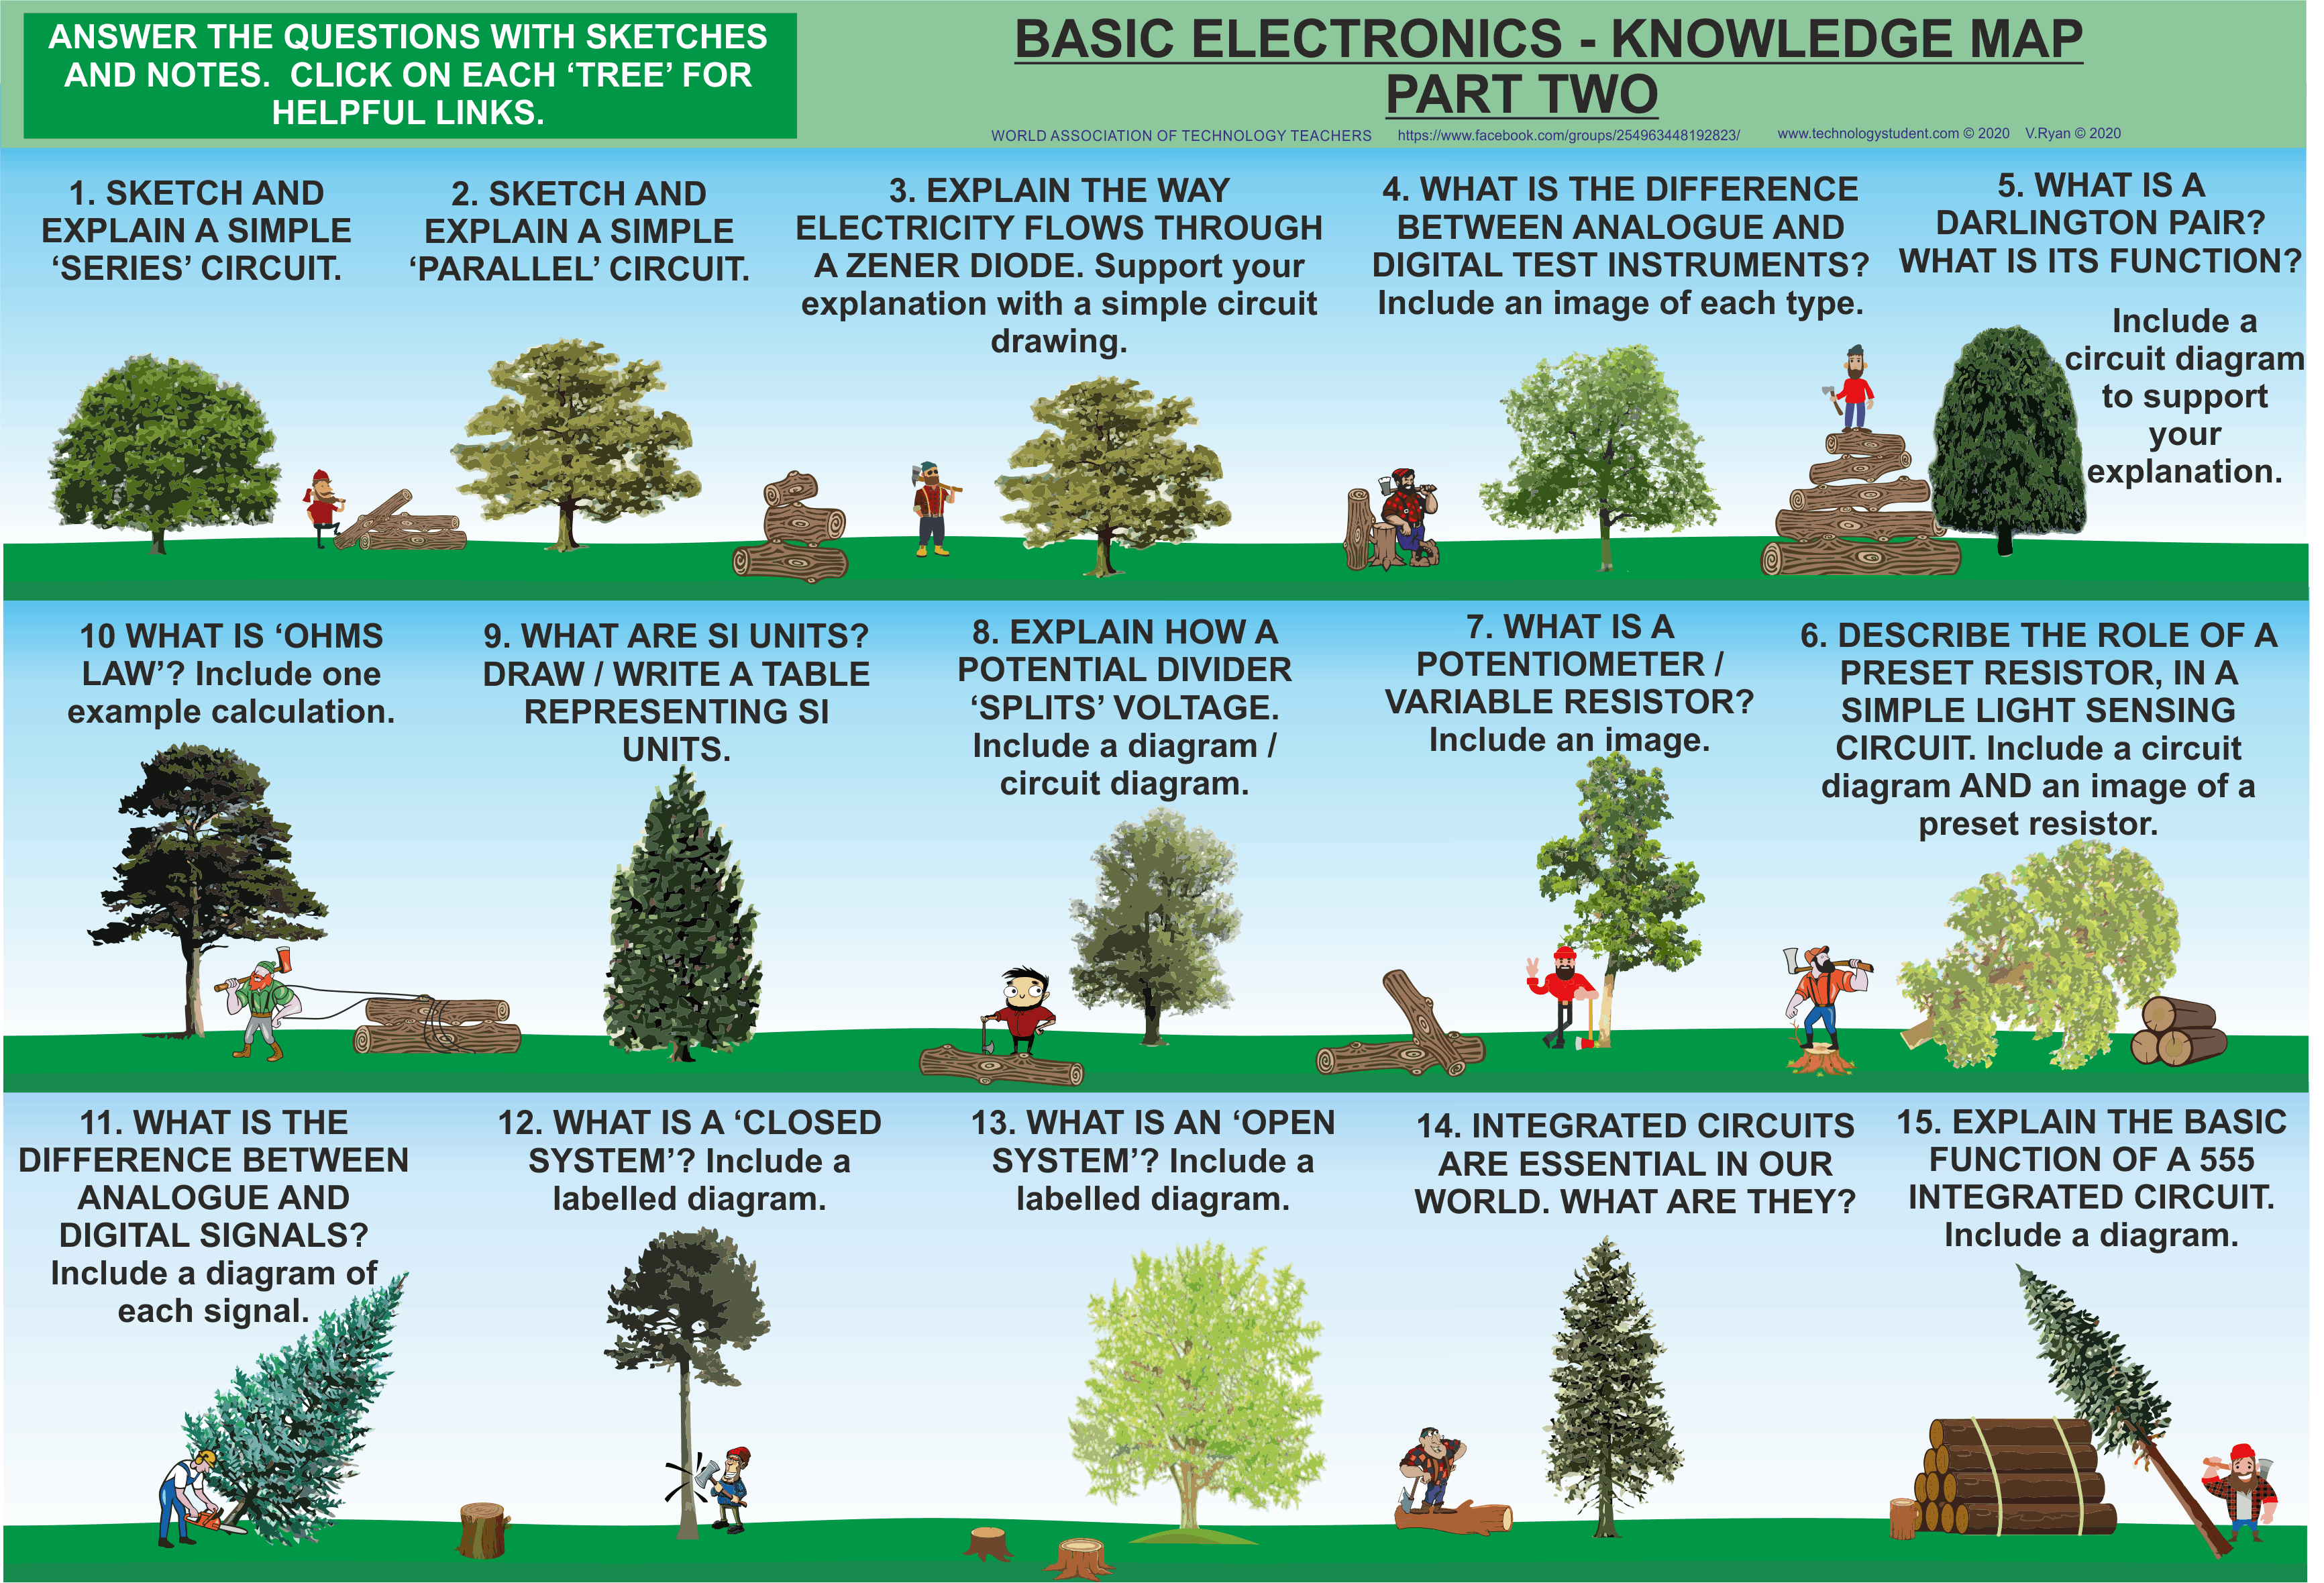 ANSWER THE QUESTIONS WITH SKETCHES
AND NOTES. CLICK ON EACH ‘TREE’ FOR
HELPFUL LINKS.
BASIC ELECTRONICS - KNOWLEDGE MAP
PART TWO
WORLD ASSOCIATION OF TECHNOLOGY TEACHERS https://www.facebook.com/groups/254963448192823/ www.technologystudent.com © 2020 V.Ryan © 2020
1. SKETCH AND
EXPLAIN A SIMPLE
‘SERIES’ CIRCUIT.
2. SKETCH AND
EXPLAIN A SIMPLE
‘PARALLEL’ CIRCUIT.
3. EXPLAIN THE WAY
ELECTRICITY FLOWS THROUGH
A ZENER DIODE. Support your
explanation with a simple circuit
drawing.
4. WHAT IS THE DIFFERENCE
BETWEEN ANALOGUE AND
DIGITAL TEST INSTRUMENTS?
Include an image of each type.
5. WHAT IS A
DARLINGTON PAIR?
WHAT IS ITS FUNCTION?
Include a
circuit diagram
to support
your
explanation.
10 WHAT IS ‘OHMS
LAW’? Include one
example calculation.
9. WHAT ARE SI UNITS?
DRAW / WRITE A TABLE
REPRESENTING SI
UNITS.
8. EXPLAIN HOW A
POTENTIAL DIVIDER
‘SPLITS’ VOLTAGE.
Include a diagram /
circuit diagram.
7. WHAT IS A
POTENTIOMETER /
VARIABLE RESISTOR?
Include an image.
6. DESCRIBE THE ROLE OF A
PRESET RESISTOR, IN A
SIMPLE LIGHT SENSING
CIRCUIT. Include a circuit
diagram AND an image of a
preset resistor.
11. WHAT IS THE
DIFFERENCE BETWEEN
ANALOGUE AND
DIGITAL SIGNALS?
Include a diagram of
each signal.
12. WHAT IS A ‘CLOSED
SYSTEM’? Include a
labelled diagram.
13. WHAT IS AN ‘OPEN
SYSTEM’? Include a
labelled diagram.
14. INTEGRATED CIRCUITS
ARE ESSENTIAL IN OUR
WORLD. WHAT ARE THEY?
15. EXPLAIN THE BASIC
FUNCTION OF A 555
INTEGRATED CIRCUIT.
Include a diagram.